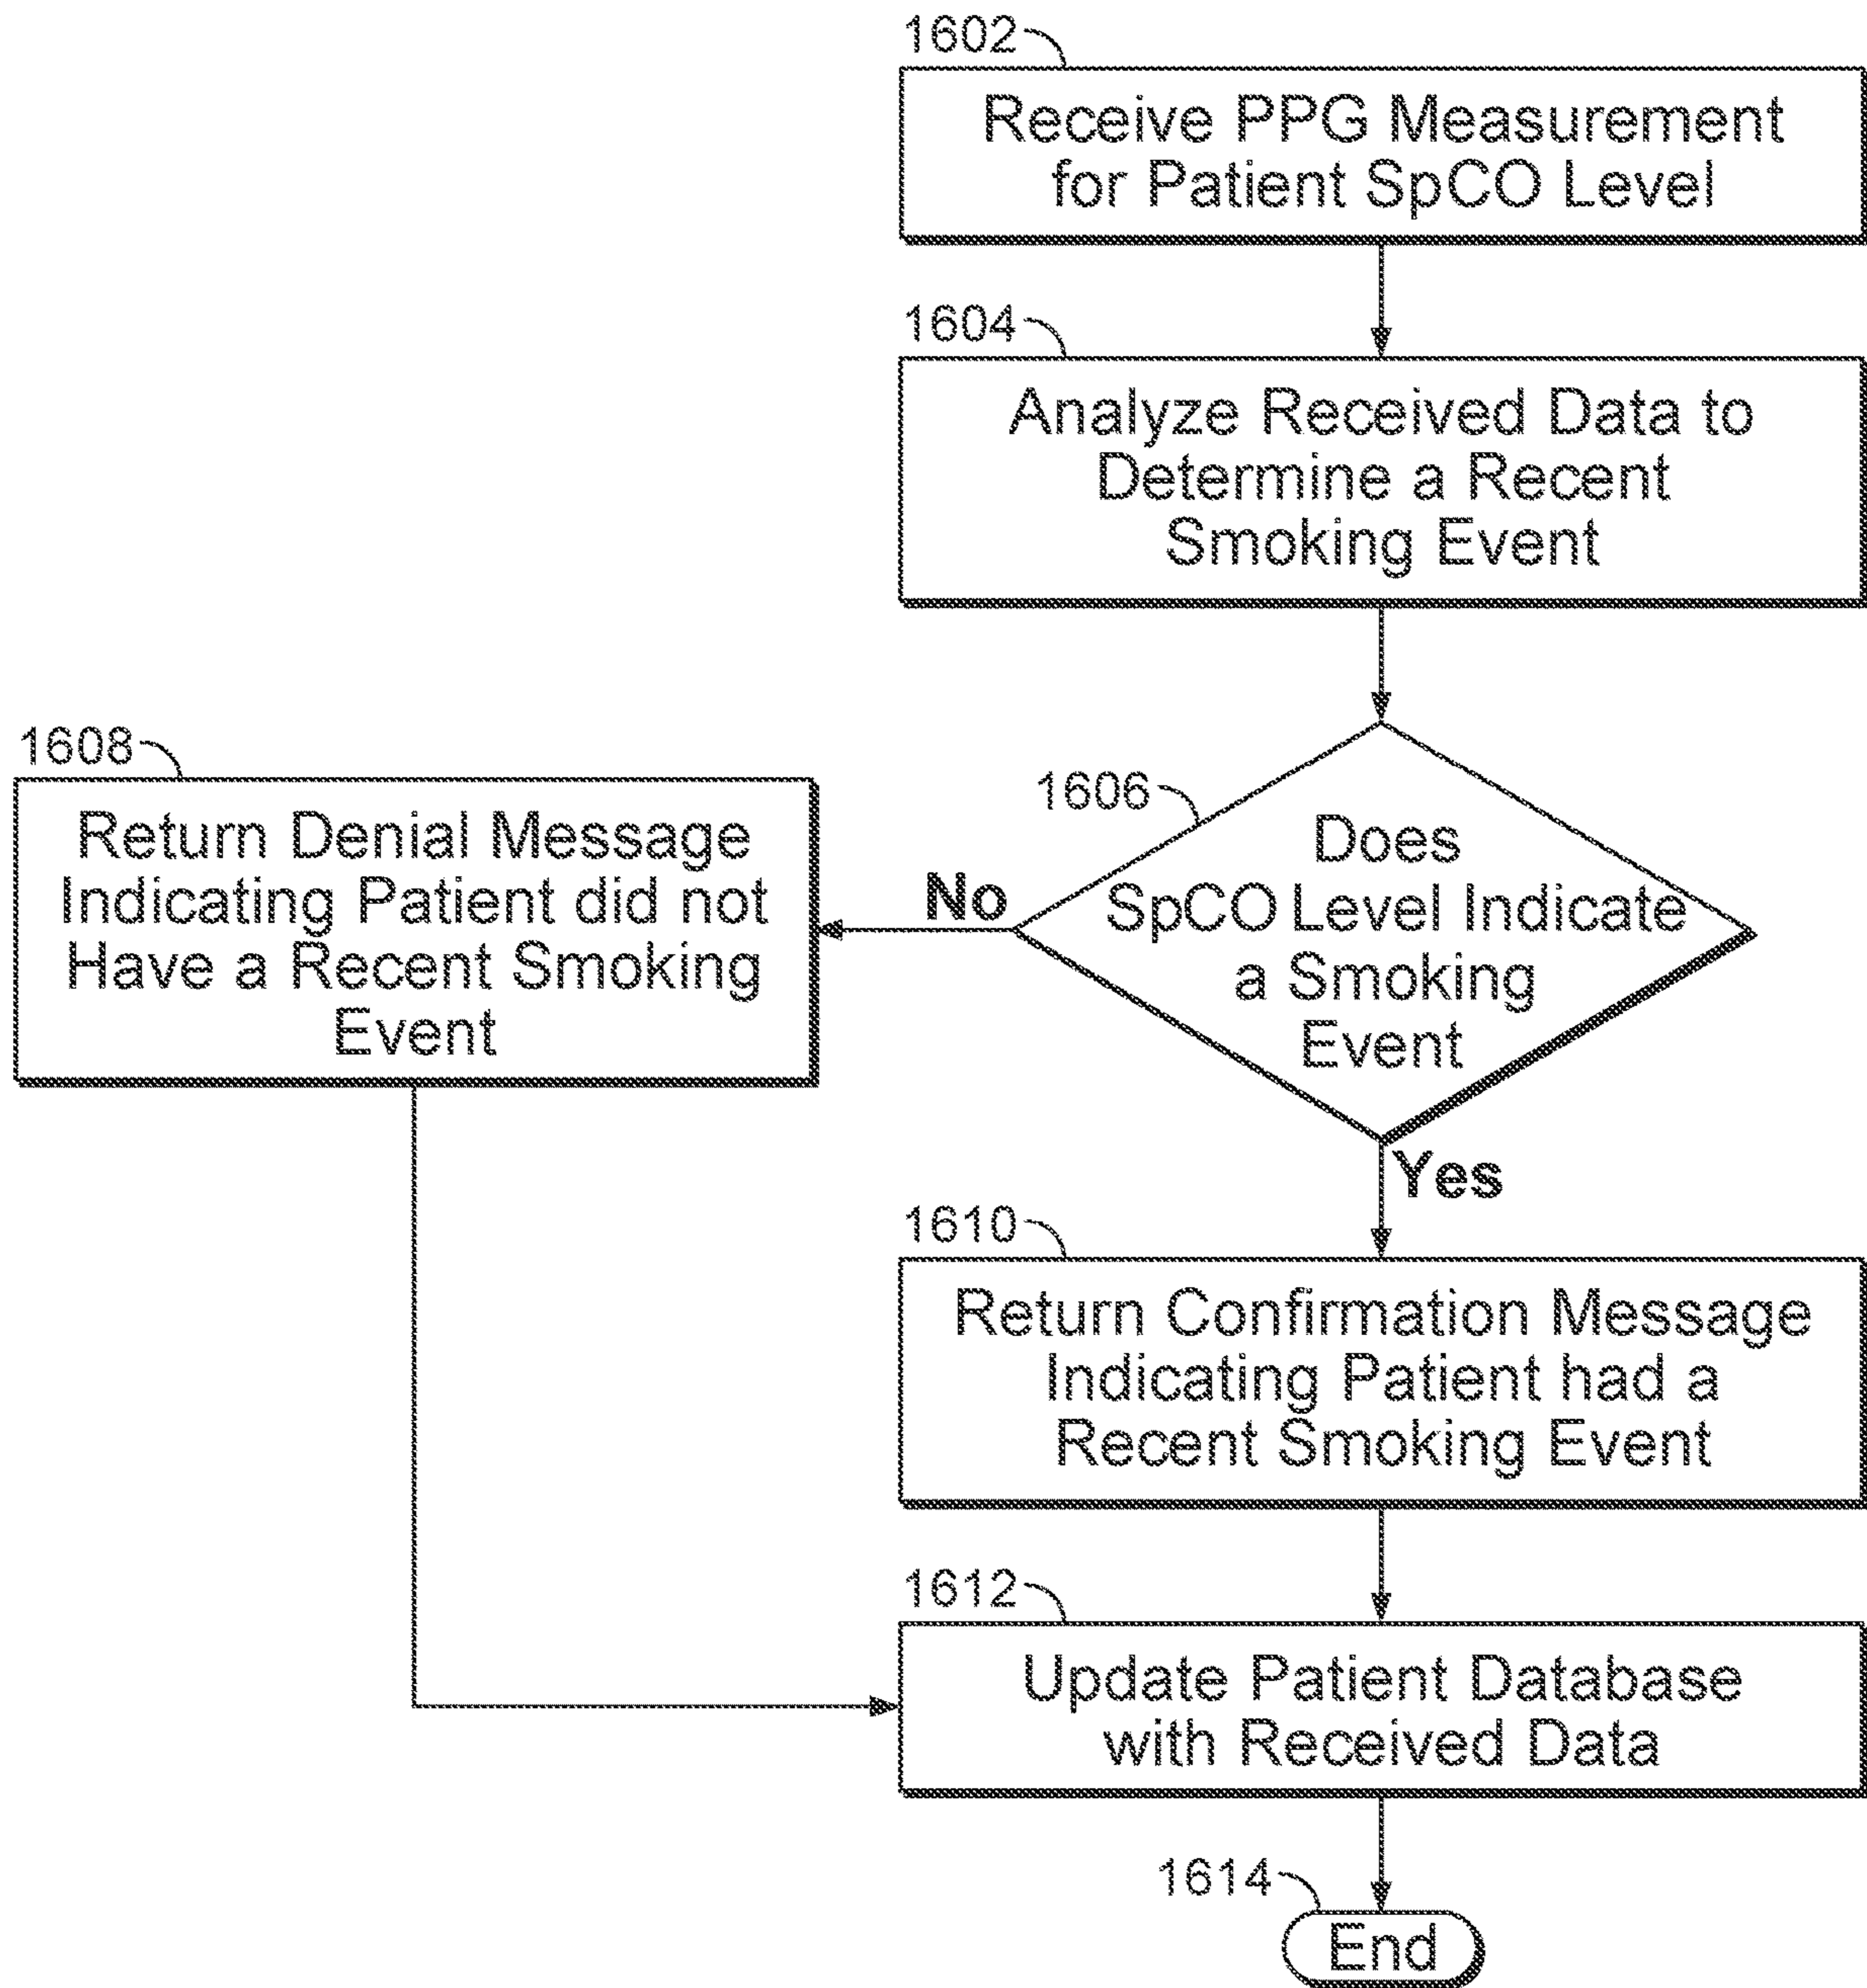 1602
Receive PPG Measurement
for Patient SpCO Level
1604
Analyze Received Data to
Determine a Recent
Smoking Event
1606
Does
SpCO Level Indicate
a Smoking
Event
No
Yes
1608
Return Denial Message
Indicating Patient did not
Have a Recent Smoking
Event
1610
Return Confirmation Message
Indicating Patient had a
Recent Smoking Event
1612
Update Patient Database
with Received Data
1614
End